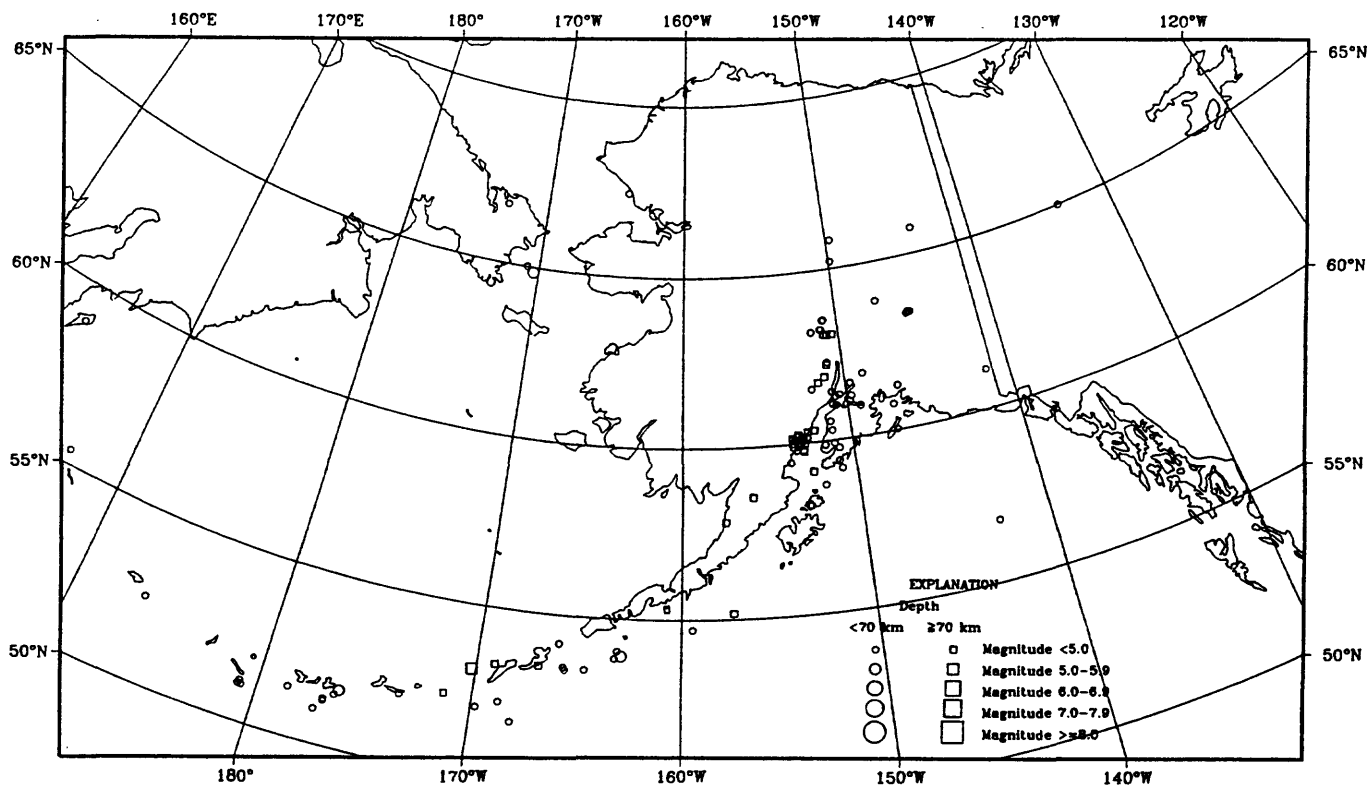 160°E 170°E 180° 170°W 160°W 150°W 140°W 130°W 120°W
65°N 65°N
60°N 60°N
55°N 55°N
50°N 50°N
EXPLANATION
Depth
<70 km ≥70 km
Magnitude <5.0
Magnitude 5.0-5.9
Magnitude 6.0-6.9
Magnitude 7.0-7.9
Magnitude >=8.0
180° 170°W 160°W 150°W 140°W